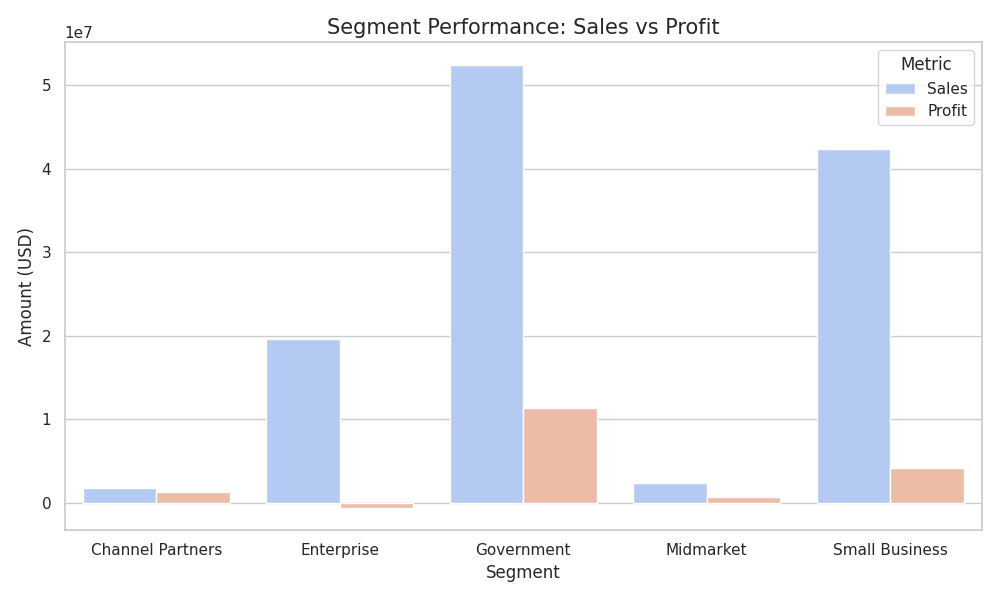 Segment Performance: Sales vs Profit
1e7
Metric
Sales
Profit
5
4
3
2
1
0
Amount (USD)
Channel Partners
Enterprise
Government
Midmarket
Small Business
Segment